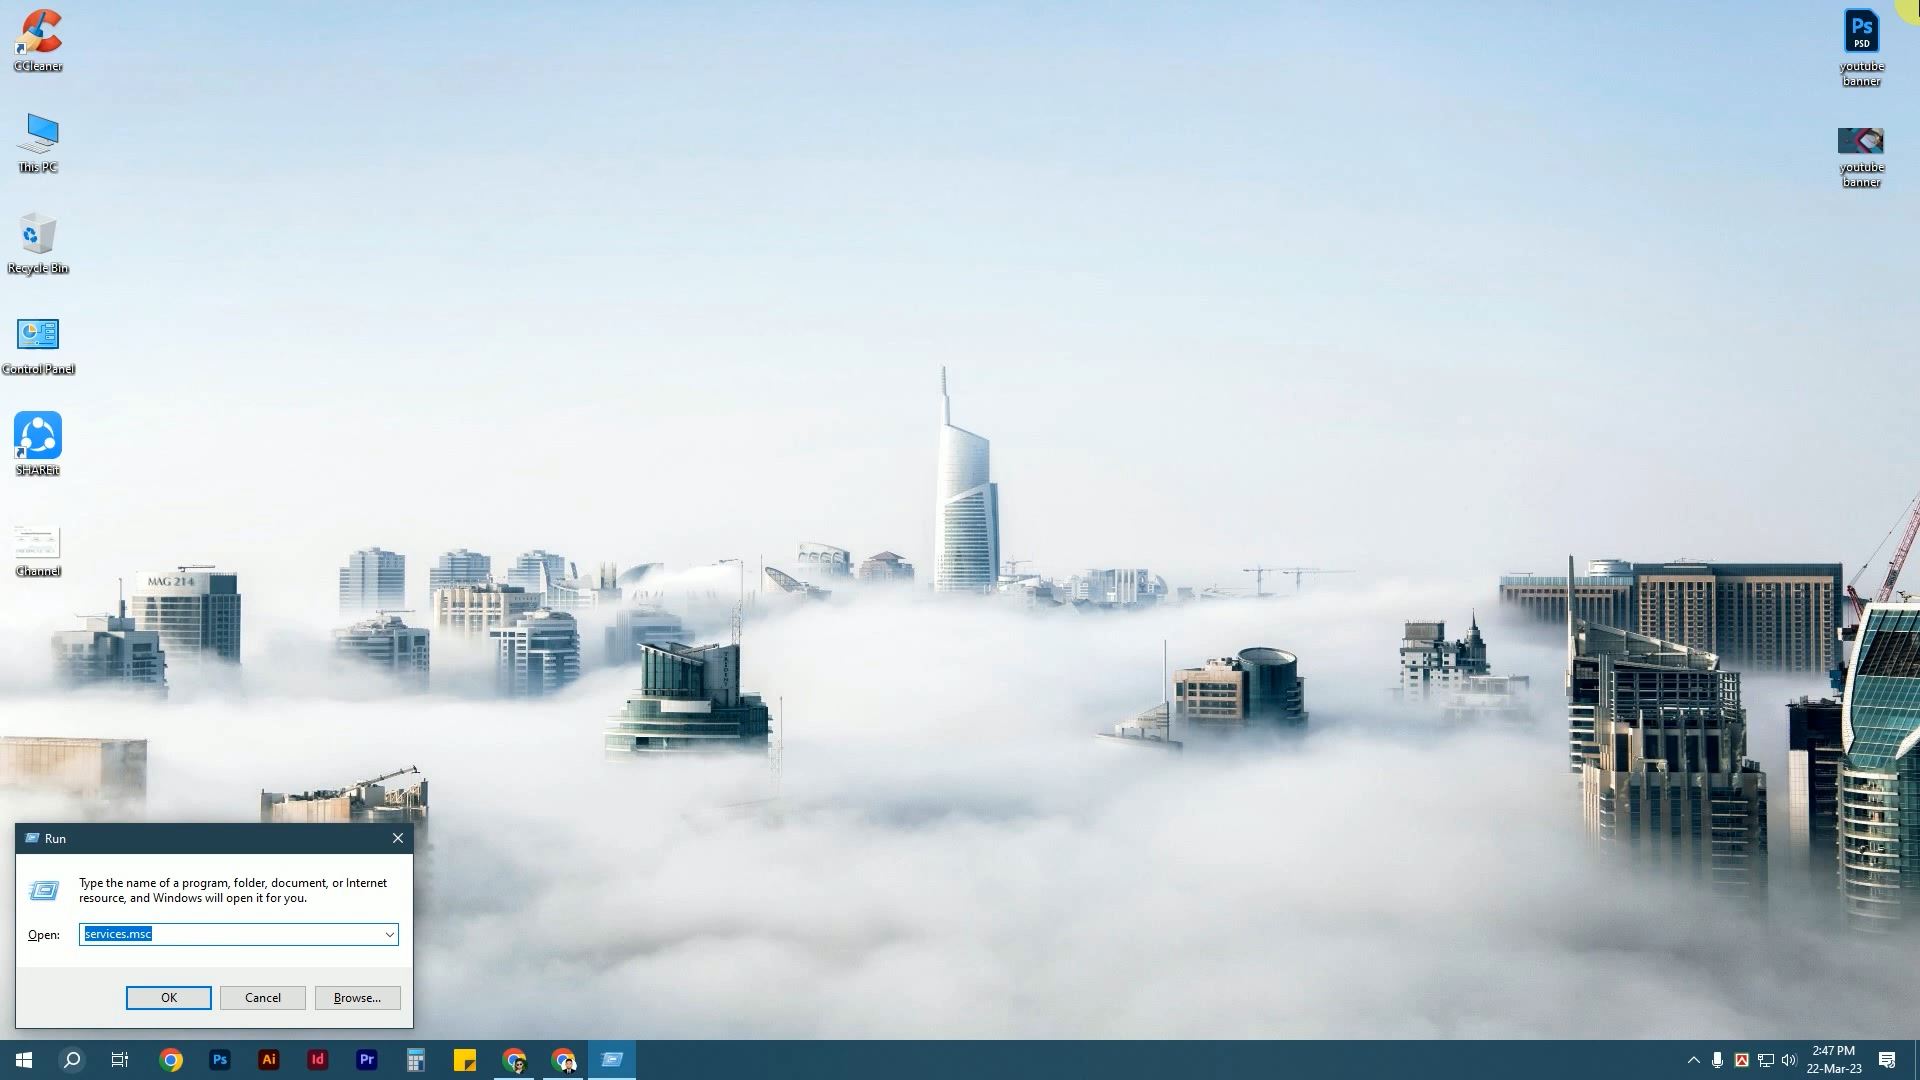 CCleaner
This PC
Recycle Bin
Control Panel
SHAREit
Channel
Ps
PSD
youtube
banner
youtube
banner
MAG 214
Run
Type the name of a program, folder, document, or Internet
resource, and Windows will open it for you.
Open:
services.msc
OK
Cancel
Browse...
Ps
Ai
Id
Pr
2:47 PM
22-Mar-23